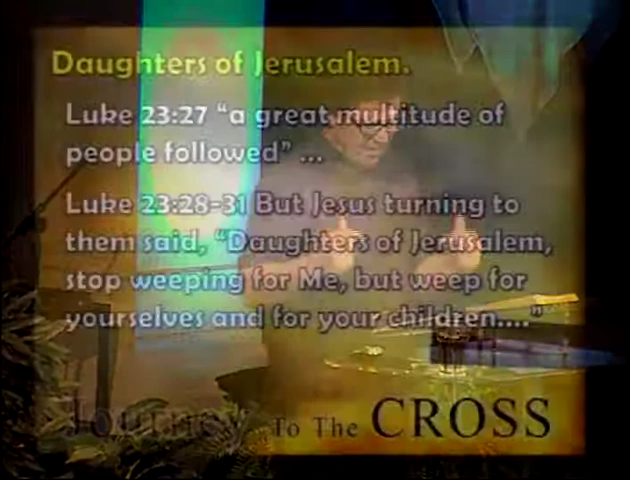 Daughters of Jerusalem.
Luke 23:27 “a great multitude of
people followed” ...
Luke 23:28-31 But Jesus turning to
them said, “Daughters of Jerusalem,
stop weeping for Me, but weep for
yourselves and for your children....”
Journey To The CROSS